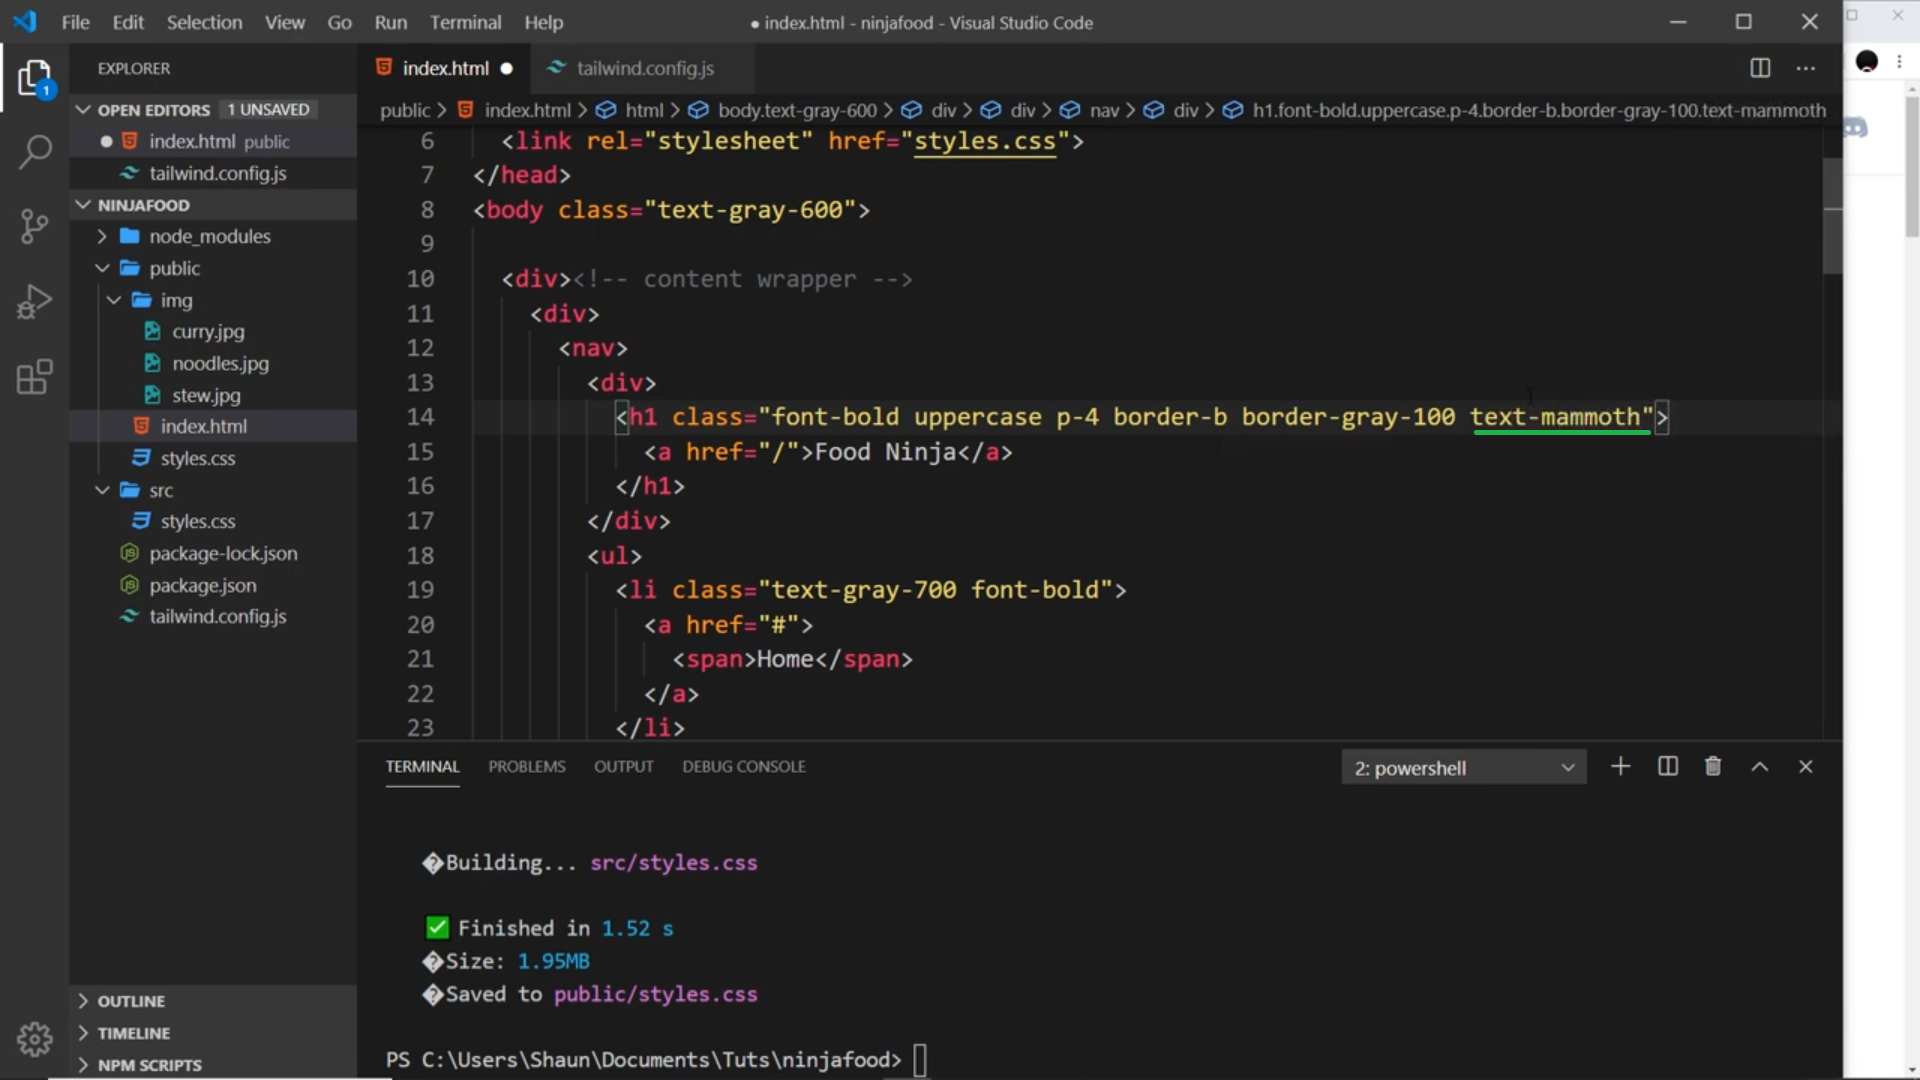 File Edit Selection View Go Run Terminal Help
● index.html - ninjafood - Visual Studio Code
EXPLORER
OPEN EDITORS 1 UNSAVED
index.html public
tailwind.config.js
NINJAFOOD
node_modules
public
img
curry.jpg
noodles.jpg
stew.jpg
index.html
styles.css
src
styles.css
package-lock.json
package.json
tailwind.config.js
OUTLINE
TIMELINE
NPM SCRIPTS
1
index.html ● tailwind.config.js
public > index.html > html > body.text-gray-600 > div > div > nav > div > h1.font-bold.uppercase.p-4.border-b.border-gray-100.text-mammoth
6 <link rel="stylesheet" href="styles.css">
7 </head>
8 <body class="text-gray-600">
9
10 <div><!-- content wrapper -->
11 <div>
12 <nav>
13 <div>
14 <h1 class="font-bold uppercase p-4 border-b border-gray-100 text-mammoth">
15 <a href="/">Food Ninja</a>
16 </h1>
17 </div>
18 <ul>
19 <li class="text-gray-700 font-bold">
20 <a href="#">
21 <span>Home</span>
22 </a>
23 </li>
TERMINAL PROBLEMS OUTPUT DEBUG CONSOLE
2: powershell
�Building... src/styles.css
✅ Finished in 1.52 s
�Size: 1.95MB
�Saved to public/styles.css
PS C:\Users\Shaun\Documents\Tuts\ninjafood>